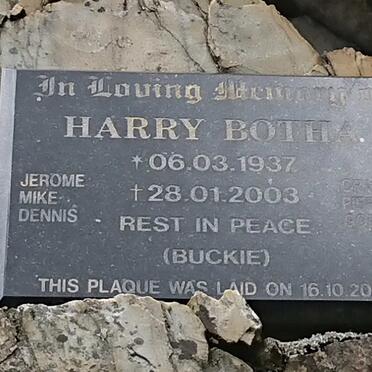 In Loving Memory
HARRY BOTHA
*06.03.1937
†28.01.2003
JEROME
MIKE
DENNIS
REST IN PEACE
(BUCKIE)
THIS PLAQUE WAS LAID ON 16.10.20